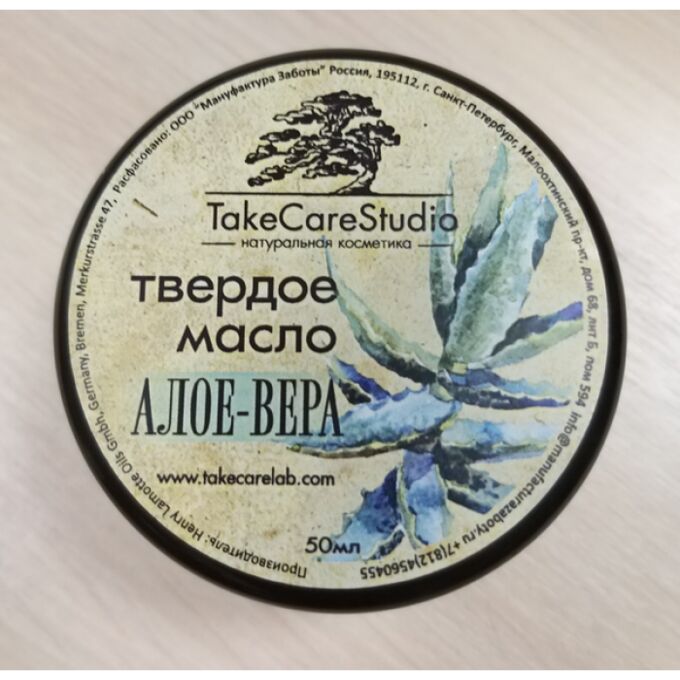 TakeCareStudio
натуральная косметика
твердое
масло
АЛОЕ-ВЕРА
www.takecarelab.com
50мл
Производитель: Henry Lamotte Oils Gmbh, Germany, Bremen, Merkurstrasse 47. Расфасовано: ООО "Мануфактура Заботы" Россия, 195112, г. Санкт-Петербург, Малоохтинский пр-кт, дом 68, лит Б, пом 594 info@manufacturazaboty.ru +7(812)4560455